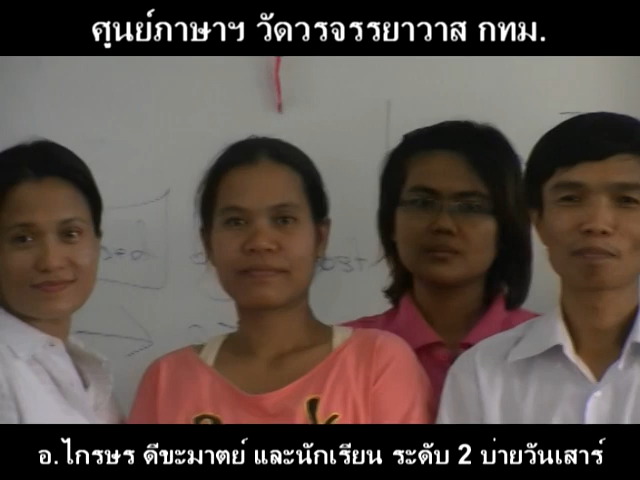 ศูนย์ภาษาฯ วัดวรจรรยาวาส กทม.
อ.ไกรษร ดีขะมาตย์ และนักเรียน ระดับ 2 บ่ายวันเสาร์